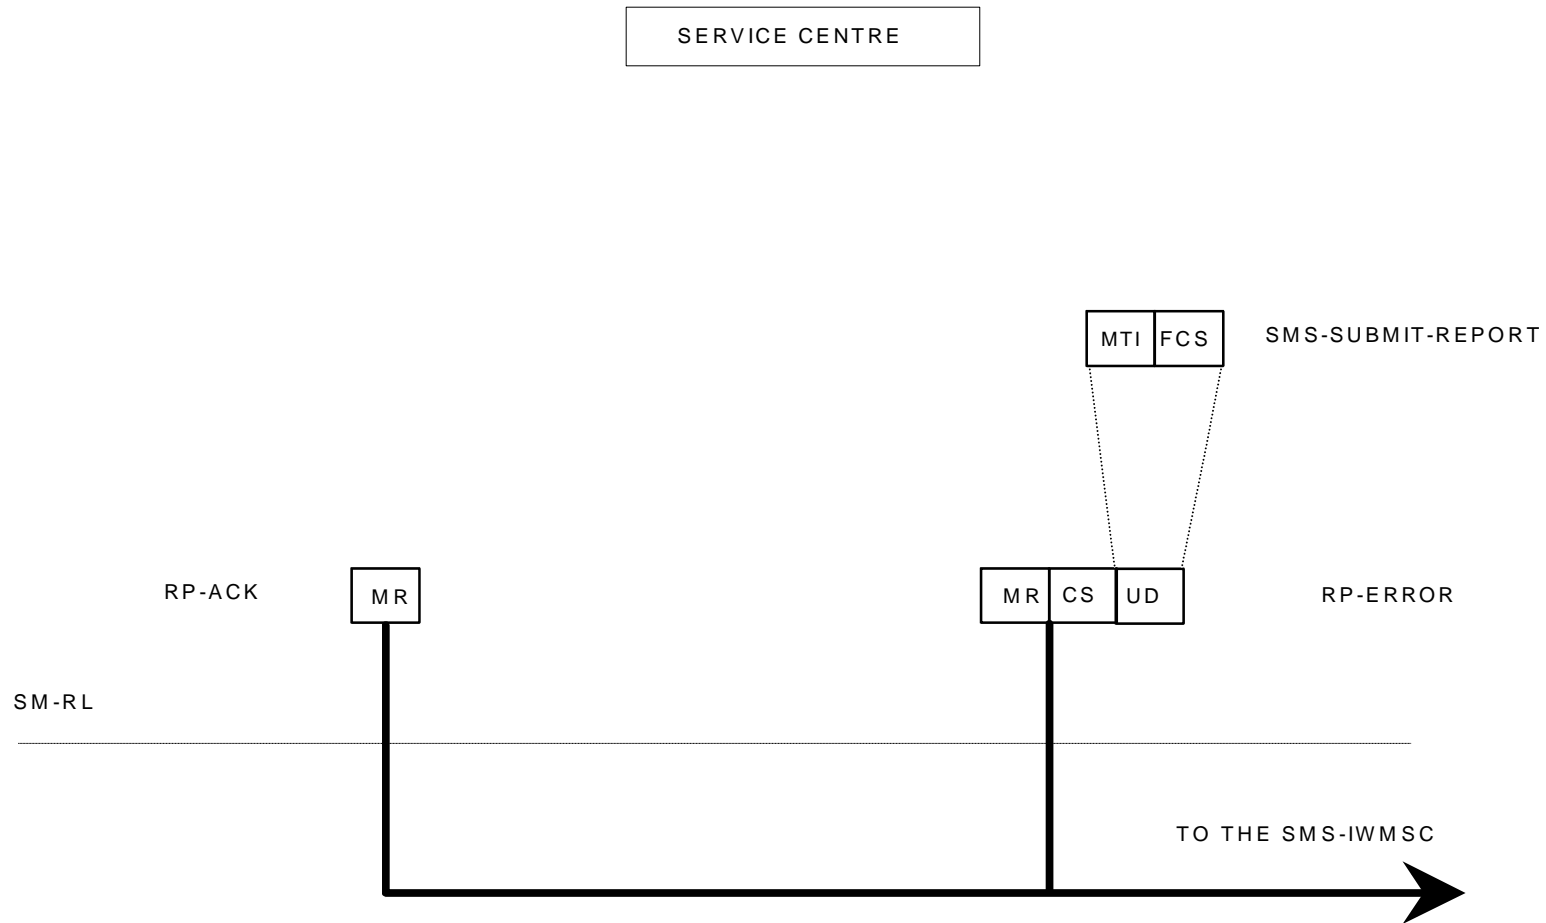 SERVICE CENTRE
MTI FCS SMS-SUBMIT-REPORT
RP-ACK MR MR CS UD RP-ERROR
SM-RL
TO THE SMS-IWMSC